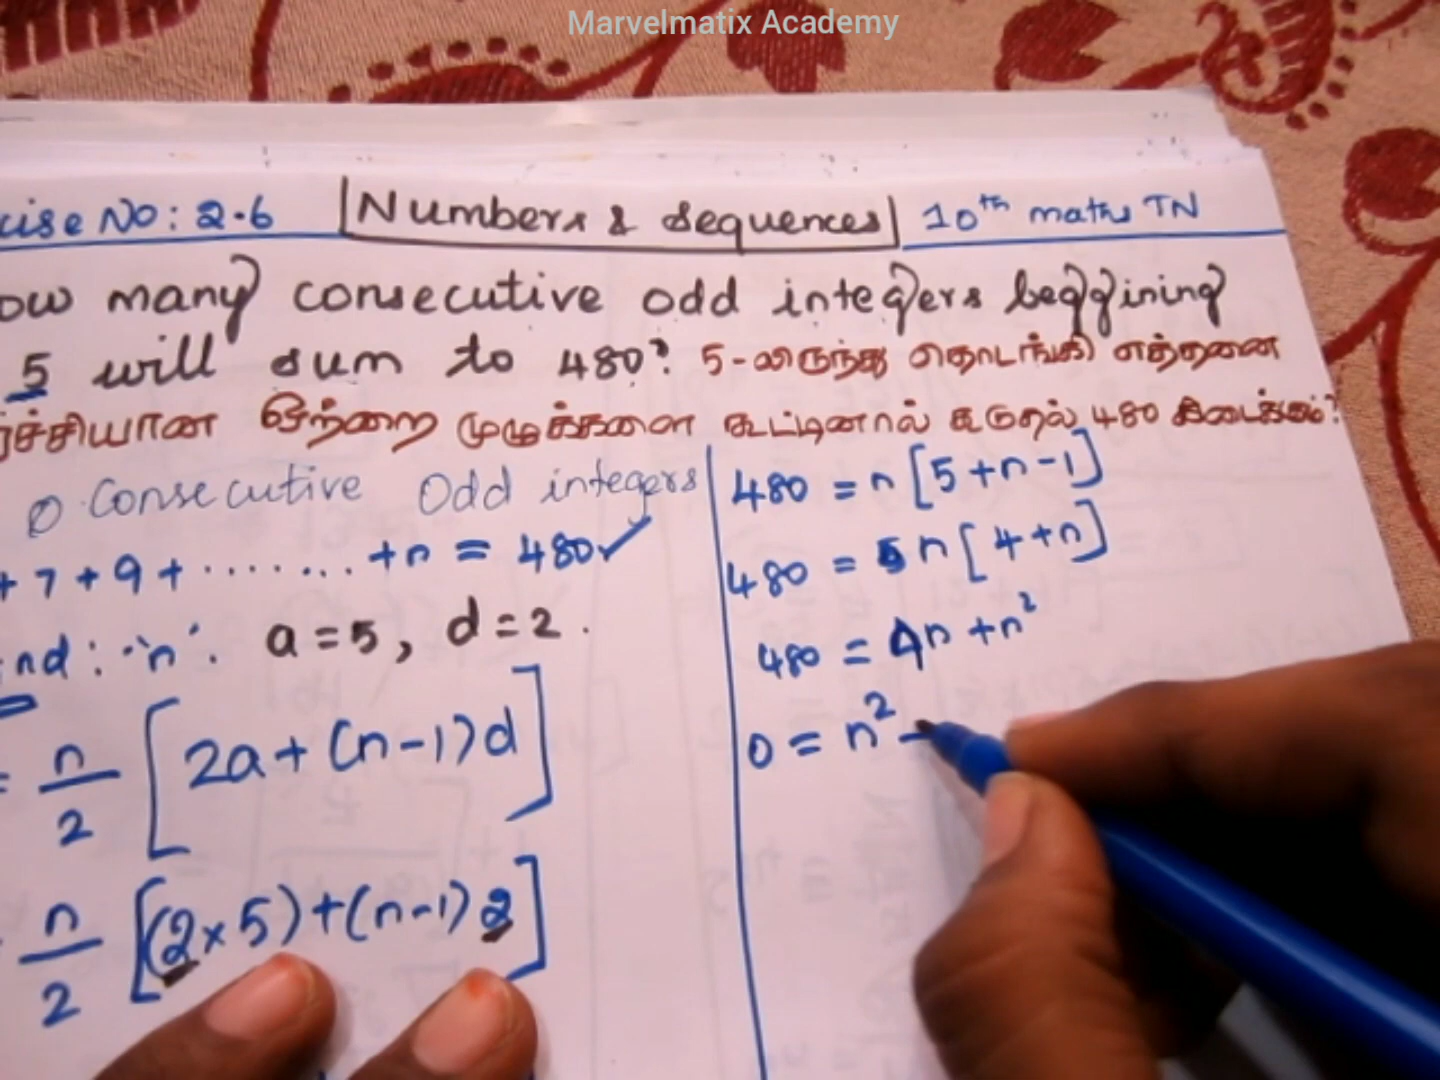 Marvelmatix Academy
cise No: 2.6 Numbers & Sequences 10th maths TN
ow many consecutive odd integers beggining
5 will sum to 480? 5-லிருந்து தொடங்கி எத்தனை
ர்ச்சியான ஒற்றை முழுக்களை கூட்டினால் கூடுதல் 480 கிடைக்கும்?
Consecutive Odd integers
+ 7 + 9 + ........ + n = 480 ✓
ind: 'n'. a = 5, d = 2.
= n/2 [2a + (n-1)d]
n/2 [(2×5) + (n-1)2]
480 = n[5+n-1]
480 = n[4+n]
480 = 4n + n²
0 = n² -